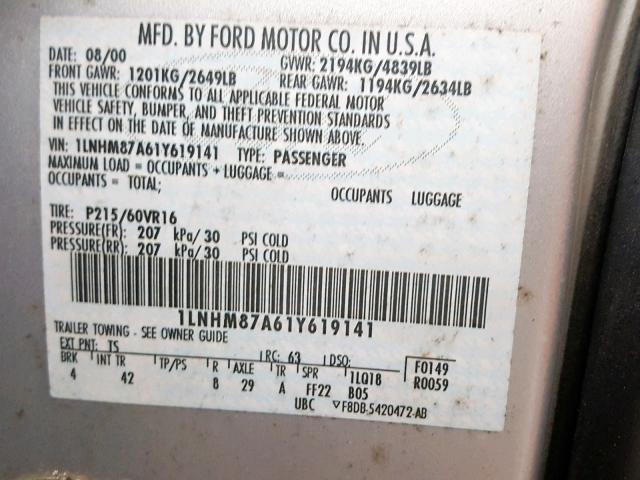 MFD. BY FORD MOTOR CO. IN U.S.A.
DATE: 08/00 GVWR: 2194KG/4839LB
FRONT GAWR: 1201KG/2649LB REAR GAWR: 1194KG/2634LB
THIS VEHICLE CONFORMS TO ALL APPLICABLE FEDERAL MOTOR
VEHICLE SAFETY, BUMPER, AND THEFT PREVENTION STANDARDS
IN EFFECT ON THE DATE OF MANUFACTURE SHOWN ABOVE.
VIN: 1LNHM87A61Y619141 TYPE: PASSENGER
MAXIMUM LOAD = OCCUPANTS + LUGGAGE =
OCCUPANTS = TOTAL; OCCUPANTS LUGGAGE
TIRE: P215/60VR16
PRESSURE(FR): 207 kPa/30 PSI COLD
PRESSURE(RR): 207 kPa/30 PSI COLD
1LNHM87A61Y619141
TRAILER TOWING - SEE OWNER GUIDE
EXT PNT: TS RC: 63 DSO: F0149
BRK INT TR TP/PS R AXLE TR SPR 1LQ18 R0059
4 42 8 29 A FF22 B05
UBC ▽F8DB-5420472-AB